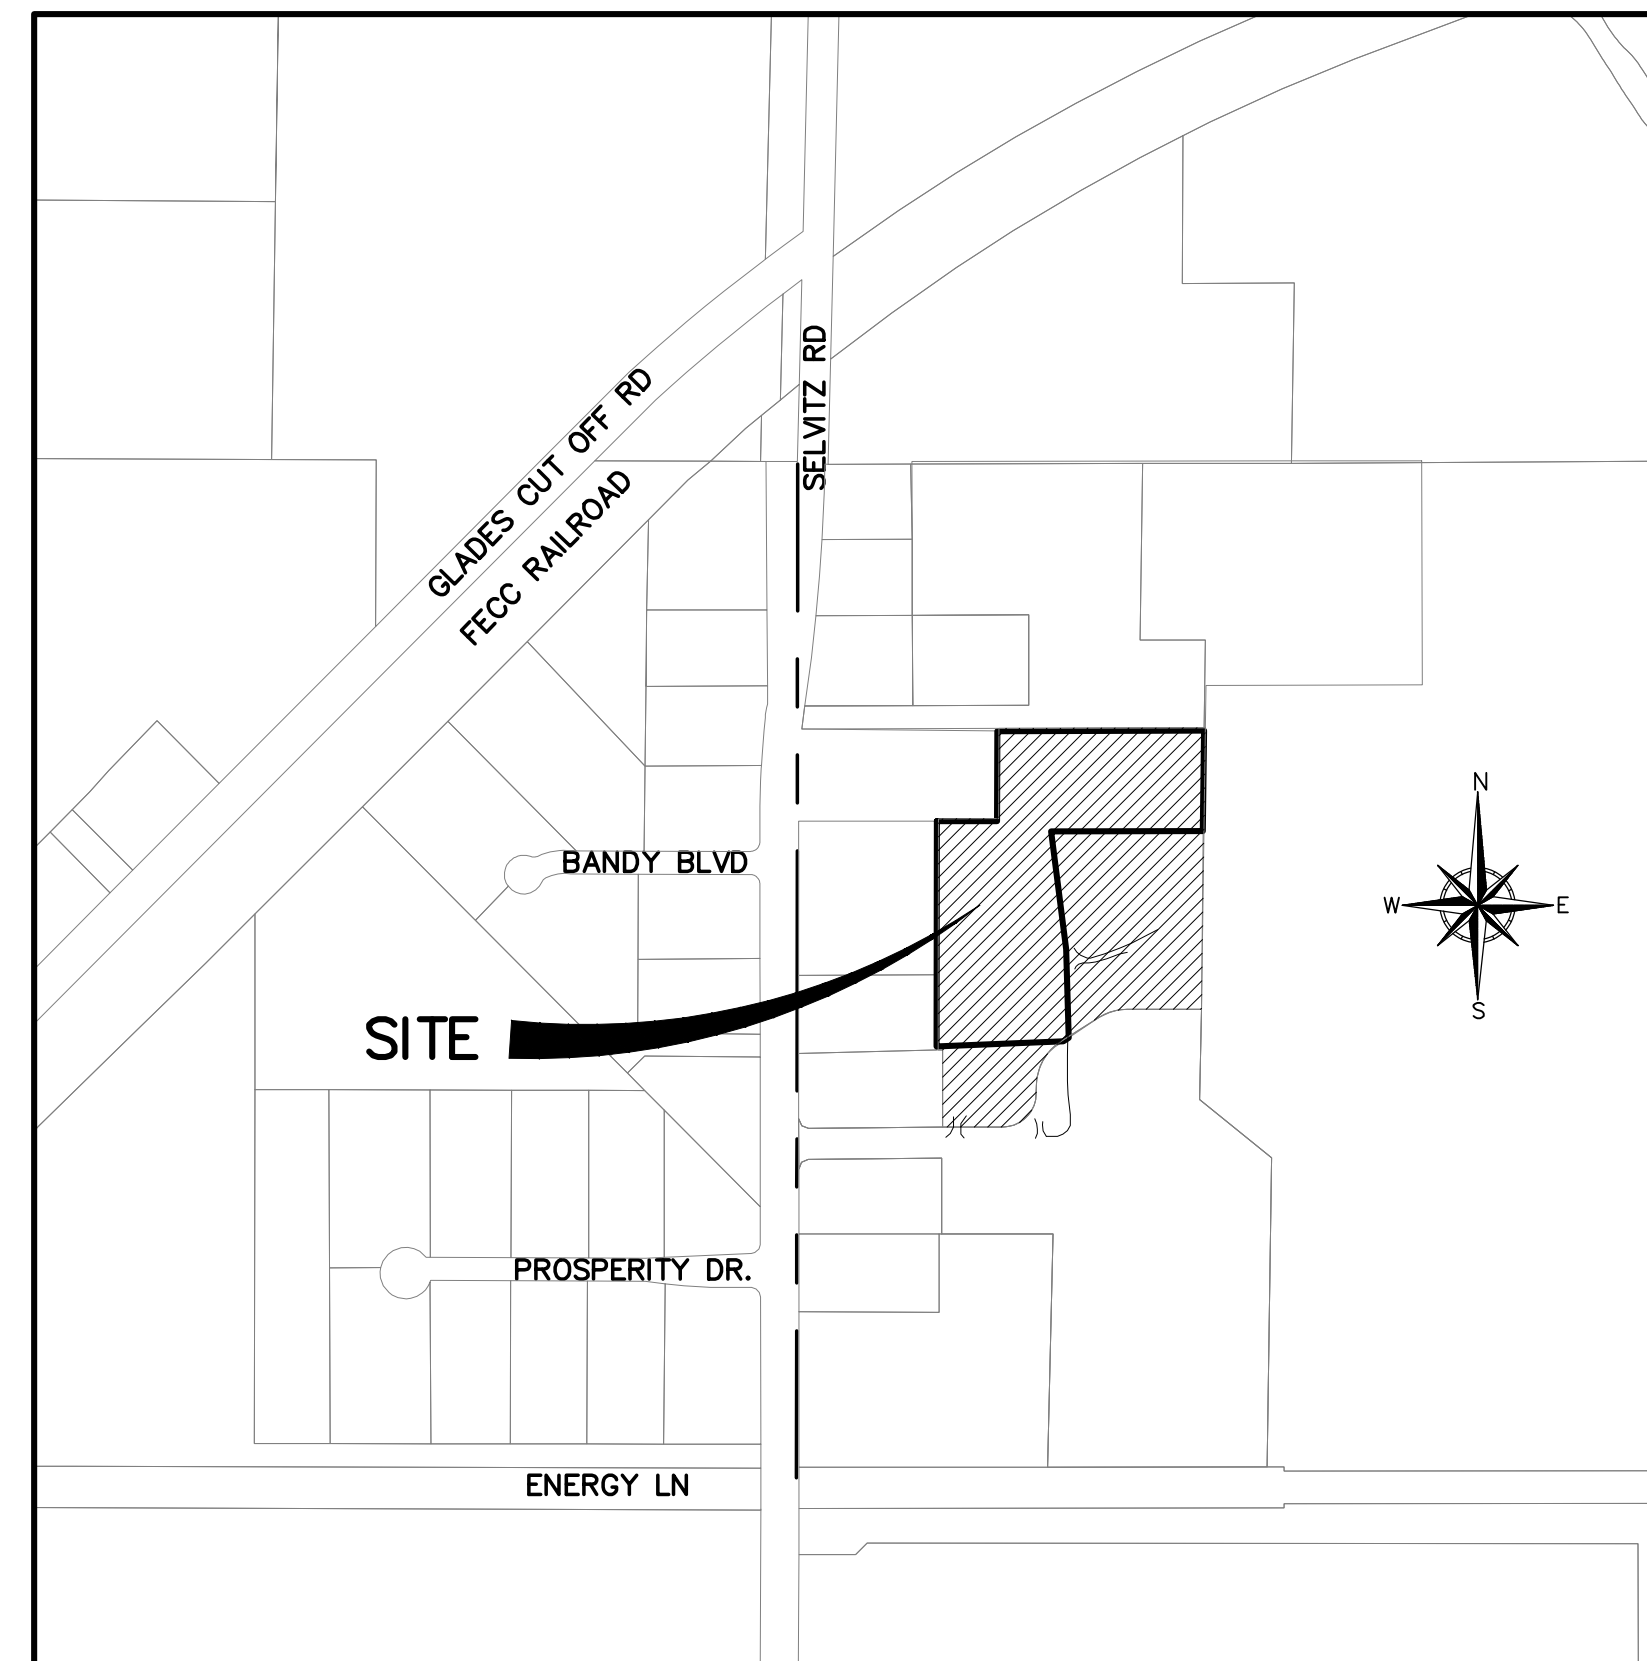 GLADES CUT OFF RD
FECC RAILROAD
SELVITZ RD
N
BANDY BLVD
W
E
S
SITE
PROSPERITY DR.
ENERGY LN